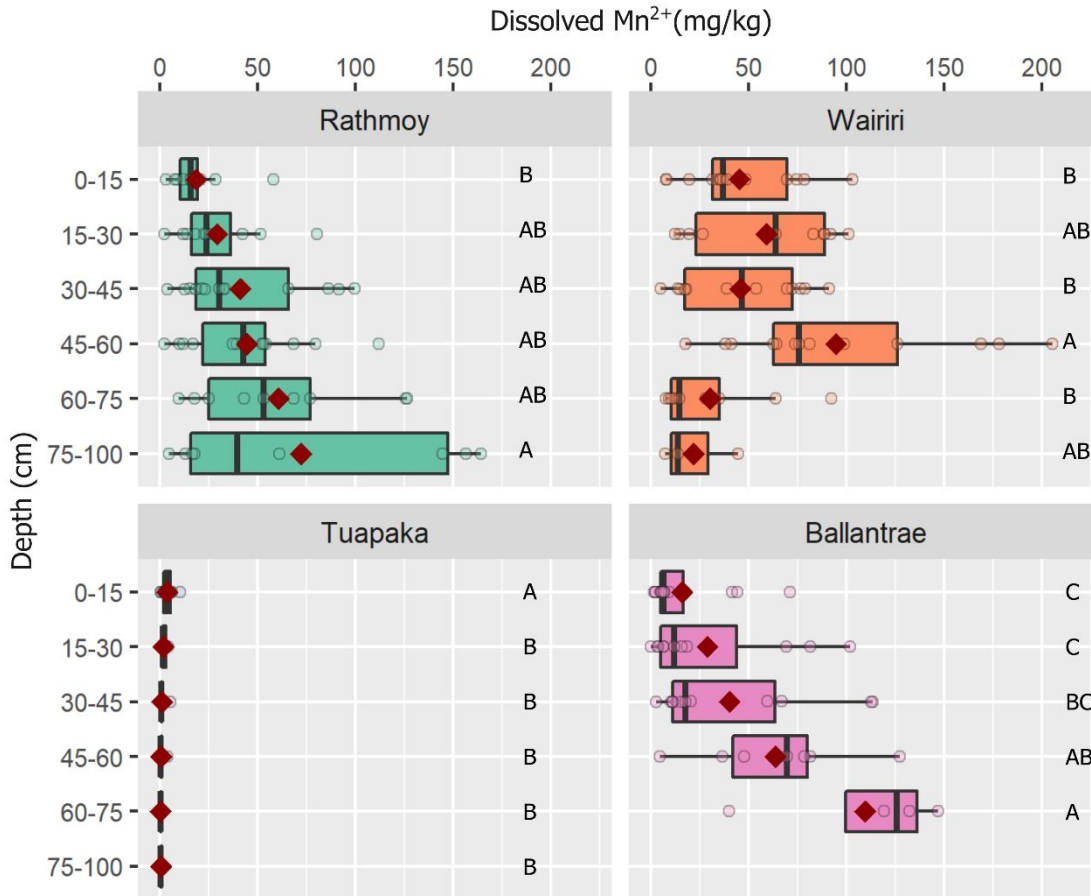 Dissolved Mn²⁺(mg/kg)
0 50 100 150 200 0 50 100 150 200
Rathmoy Wairiri
0-15 B B
15-30 AB AB
30-45 AB B
45-60 AB A
60-75 AB B
75-100 A AB
Depth (cm)
Tuapaka Ballantrae
0-15 A C
15-30 B C
30-45 B BC
45-60 B AB
60-75 B A
75-100 B